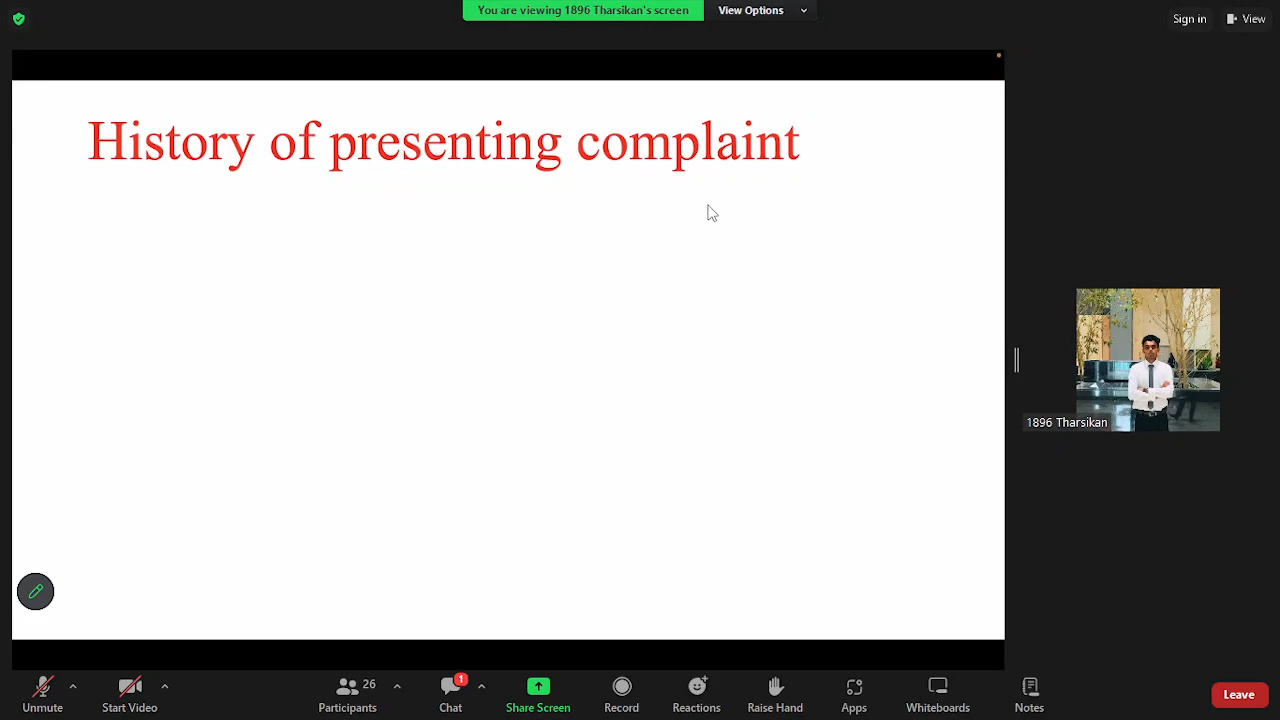 You are viewing 1896 Tharsikan's screen View Options
Sign in View
History of presenting complaint
1896 Tharsikan
26
1
Unmute Start Video Participants Chat Share Screen Record Reactions Raise Hand Apps Whiteboards Notes Leave